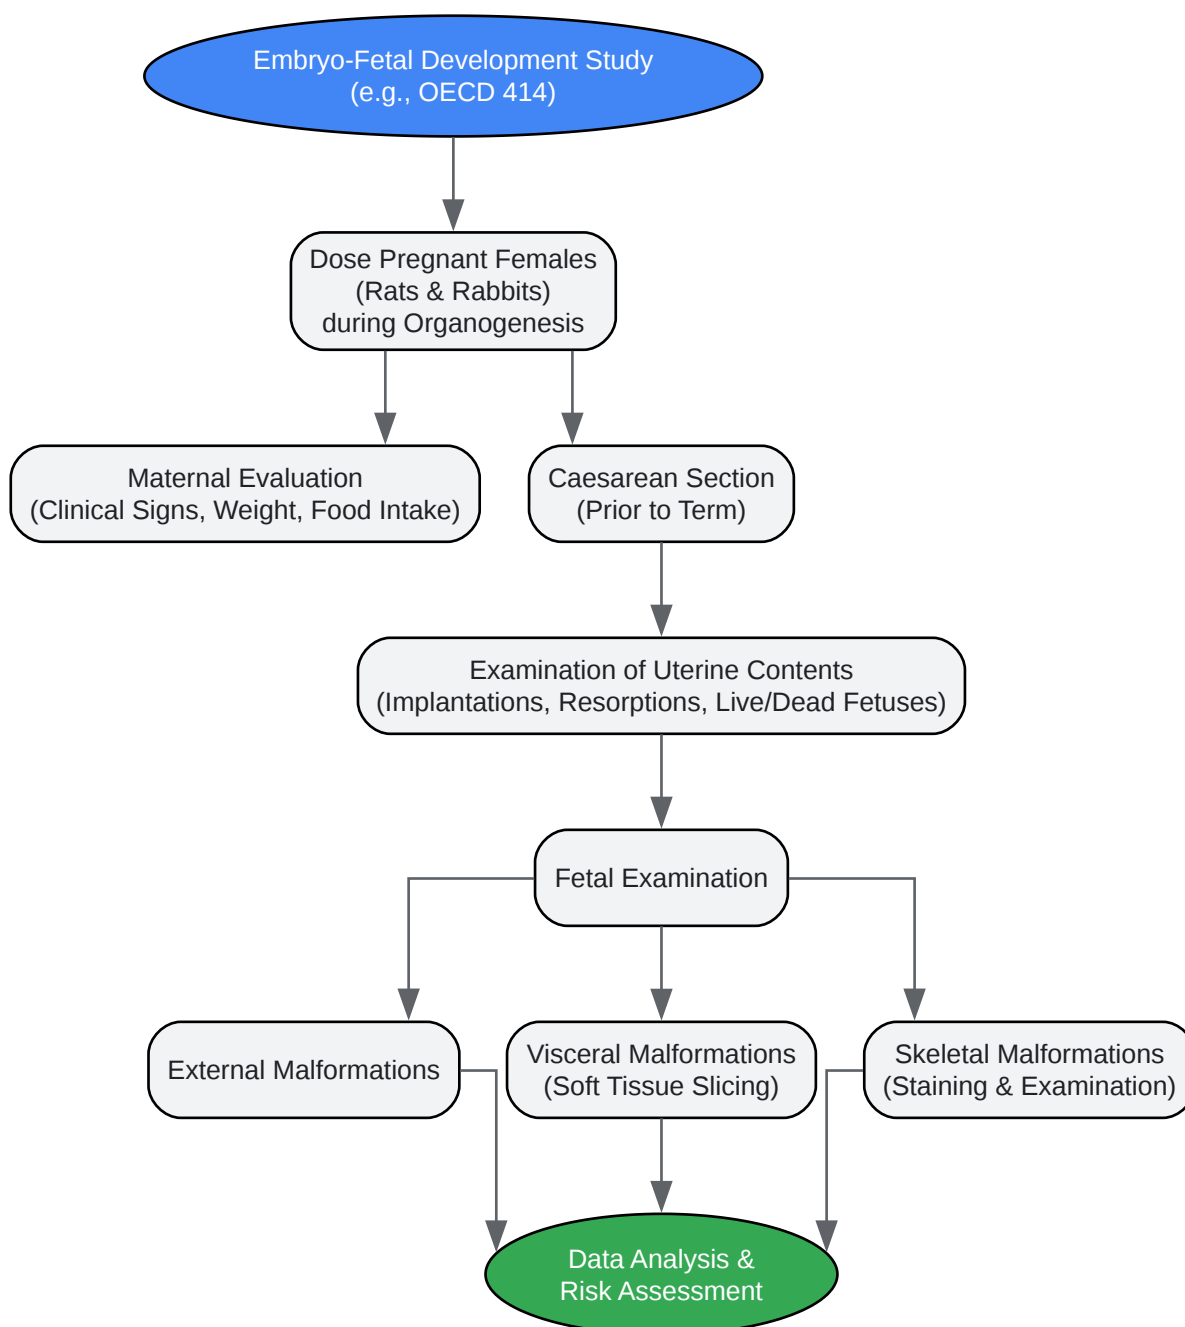 Embryo-Fetal Development Study
(e.g., OECD 414)
Dose Pregnant Females
(Rats & Rabbits)
during Organogenesis
Maternal Evaluation
(Clinical Signs, Weight, Food Intake)
Caesarean Section
(Prior to Term)
Examination of Uterine Contents
(Implantations, Resorptions, Live/Dead Fetuses)
Fetal Examination
External Malformations
Visceral Malformations
(Soft Tissue Slicing)
Skeletal Malformations
(Staining & Examination)
Data Analysis &
Risk Assessment